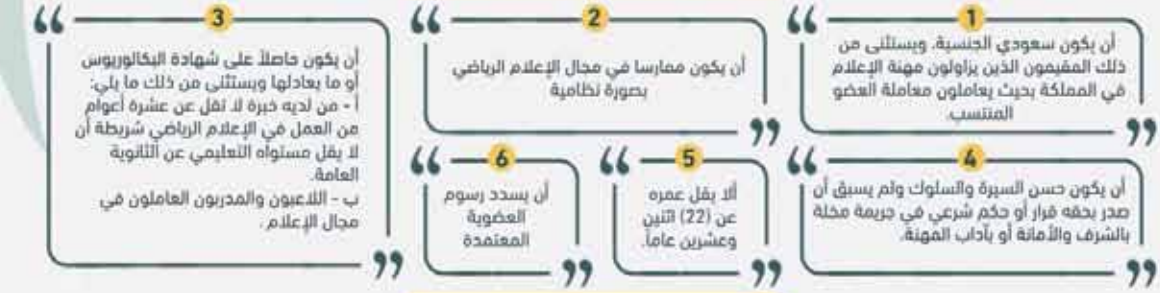 1
أن يكون سعودي الجنسية، ويستثنى من
ذلك المقيمون الذين يزاولون مهنة الإعلام
في المملكة بحيث يعاملون معاملة العضو
المنتسب.
2
أن يكون ممارسا في مجال الإعلام الرياضي
بصورة نظامية
3
أن يكون حاصلاً على شهادة البكالوريوس
أو ما يعادلها ويستثنى من ذلك ما يلي:
أ - من لديه خبرة لا تقل عن عشرة أعوام
من العمل في الإعلام الرياضي شريطة أن
لا يقل مستواه التعليمي عن الثانوية
العامة.
ب - اللاعبون والمدربون العاملون في
مجال الإعلام.
4
أن يكون حسن السيرة والسلوك ولم يسبق أن
صدر بحقه قرار أو حكم شرعي في جريمة مخلة
بالشرف والأمانة أو بآداب المهنة.
5
ألا يقل عمره
عن (22) اثنين
وعشرين عاماً.
6
أن يسدد رسوم
العضوية
المعتمدة